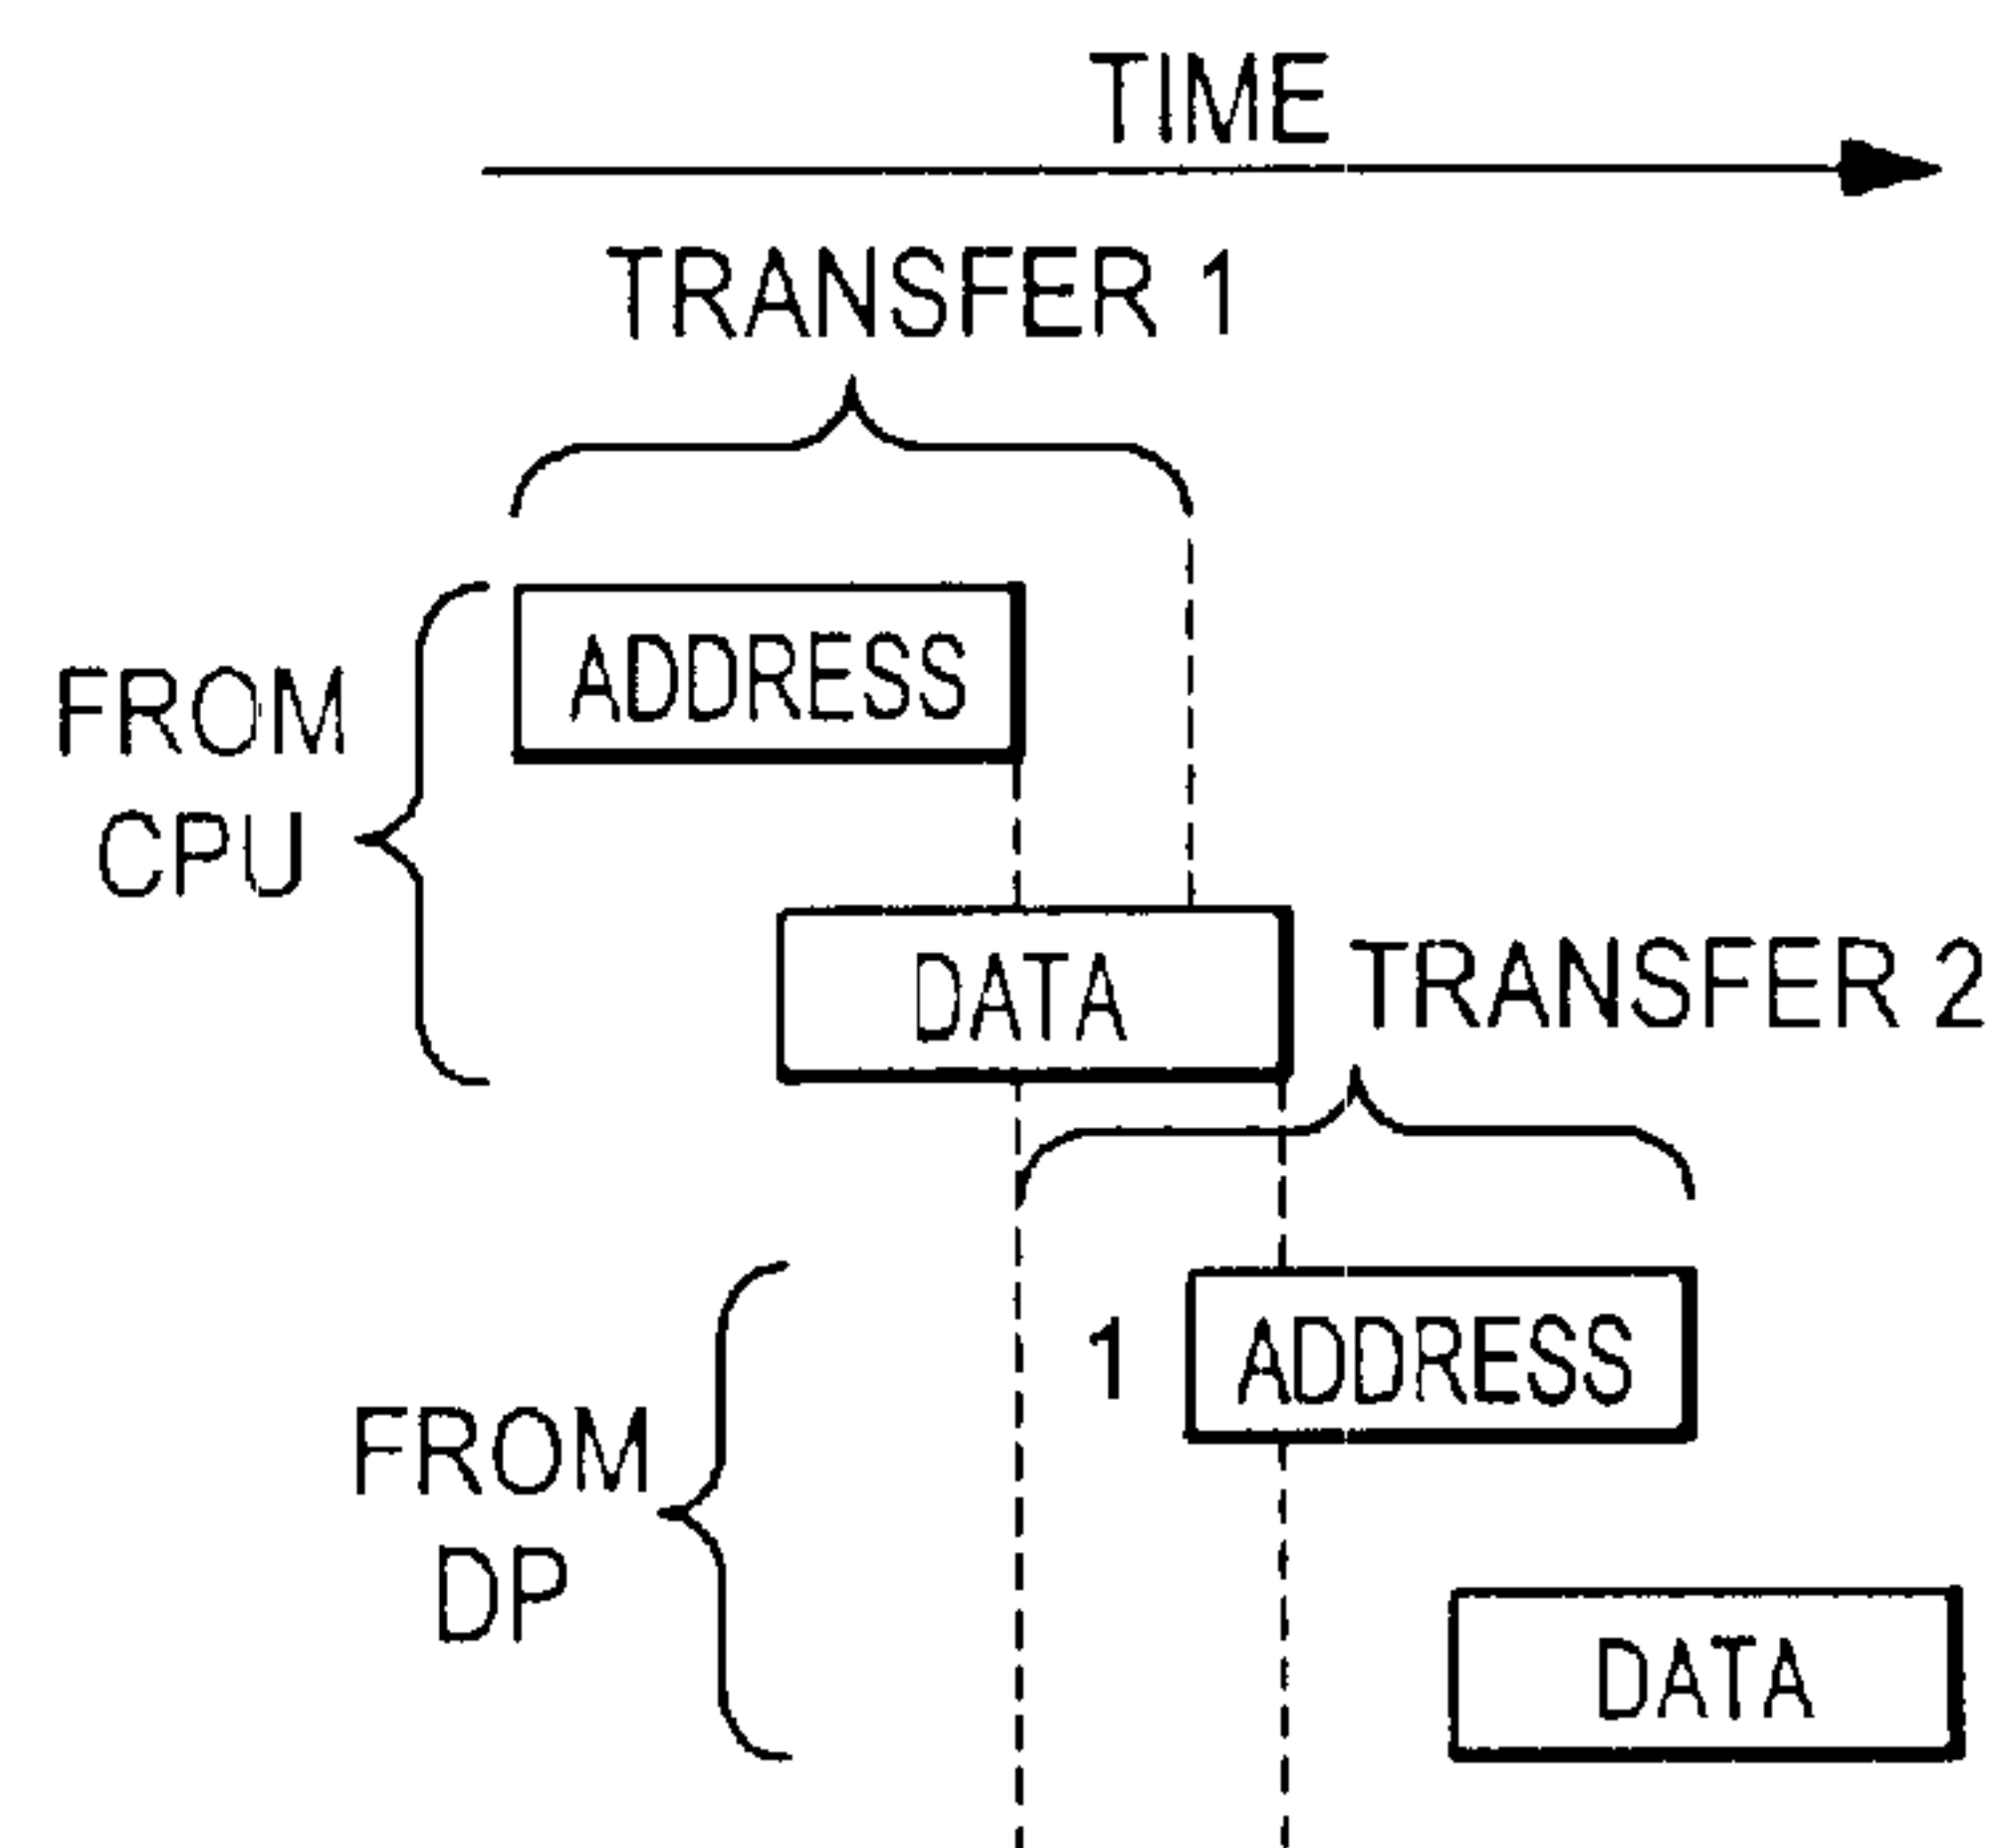 TIME
TRANSFER 1
ADDRESS
FROM
CPU
DATA
TRANSFER 2
1 ADDRESS
FROM
DP
DATA